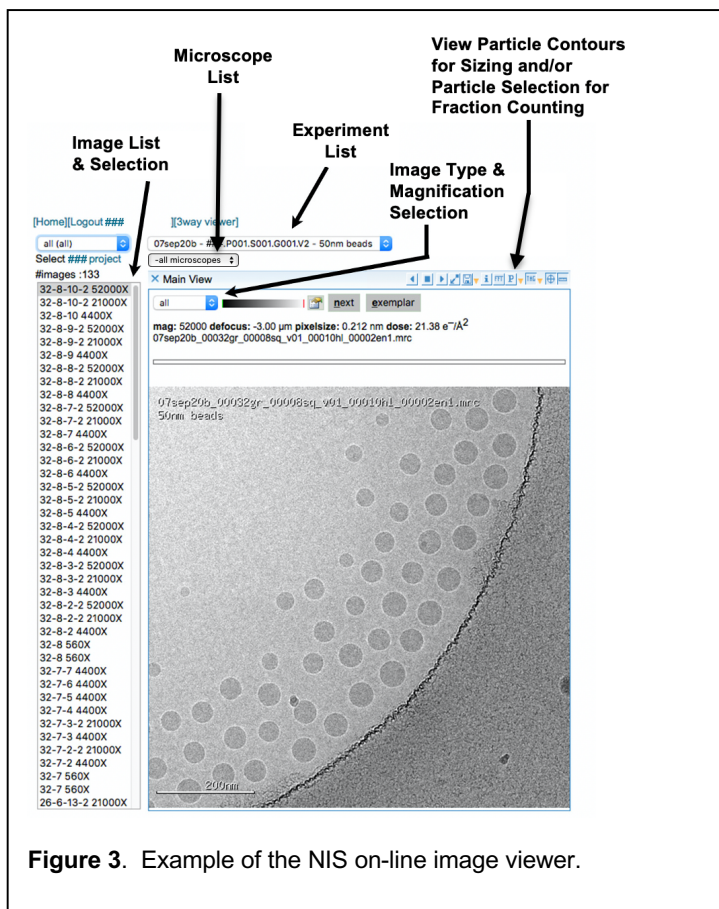 Microscope
List
View Particle Contours
for Sizing and/or
Particle Selection for
Fraction Counting
Image List
& Selection
Experiment
List
Image Type &
Magnification
Selection
[Home][Logout ### ][3way viewer]
all (all)
07sep20b - ###.P001.S001.G001.V2 - 50nm beads
Select ### project
-all microscopes
#images :133
Main View
32-8-10-2 52000X
32-8-10-2 21000X
32-8-10 4400X
32-8-9-2 52000X
32-8-9-2 21000X
32-8-9 4400X
32-8-8-2 52000X
32-8-8-2 21000X
32-8-8 4400X
32-8-7-2 52000X
32-8-7-2 21000X
32-8-7 4400X
32-8-6-2 52000X
32-8-6-2 21000X
32-8-6 4400X
32-8-5-2 52000X
32-8-5-2 21000X
32-8-5 4400X
32-8-4-2 52000X
32-8-4-2 21000X
32-8-4 4400X
32-8-3-2 52000X
32-8-3-2 21000X
32-8-3 4400X
32-8-2-2 52000X
32-8-2-2 21000X
32-8-2 4400X
32-8 560X
32-8 560X
32-7-7 4400X
32-7-6 4400X
32-7-5 4400X
32-7-4 4400X
32-7-3-2 21000X
32-7-3 4400X
32-7-2-2 21000X
32-7-2 4400X
32-7 560X
32-7 560X
26-6-13-2 21000X
all
next
exemplar
mag: 52000 defocus: -3.00 µm pixelsize: 0.212 nm dose: 21.38 e⁻/Å²
07sep20b_00032gr_00008sq_v01_00010hl_00002en1.mrc
07sep20b_00032gr_00008sq_v01_00010hl_00002en1.mrc
50nm beads
200nm
Figure 3. Example of the NIS on-line image viewer.